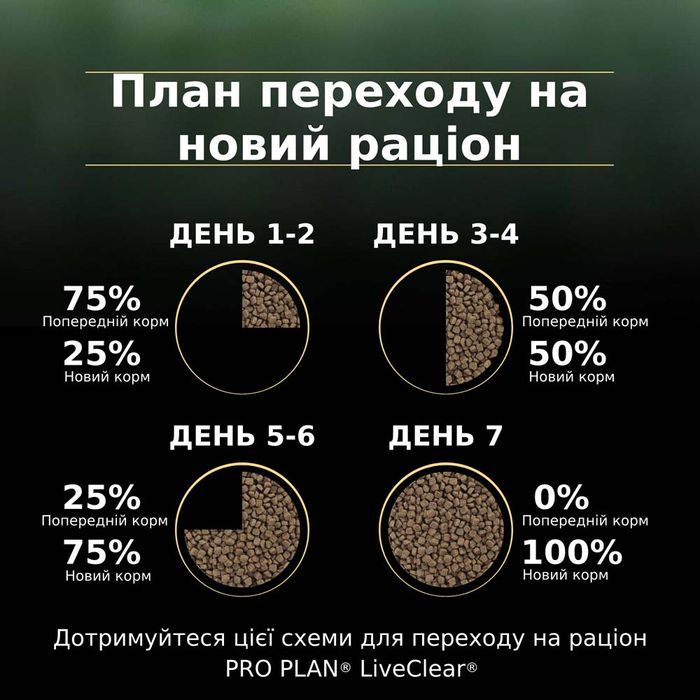 План переходу на
новий раціон
ДЕНЬ 1-2
75%
Попередній корм
25%
Новий корм
ДЕНЬ 3-4
50%
Попередній корм
50%
Новий корм
ДЕНЬ 5-6
25%
Попередній корм
75%
Новий корм
ДЕНЬ 7
0%
Попередній корм
100%
Новий корм
Дотримуйтеся цієї схеми для переходу на раціон
PRO PLAN® LiveClear®